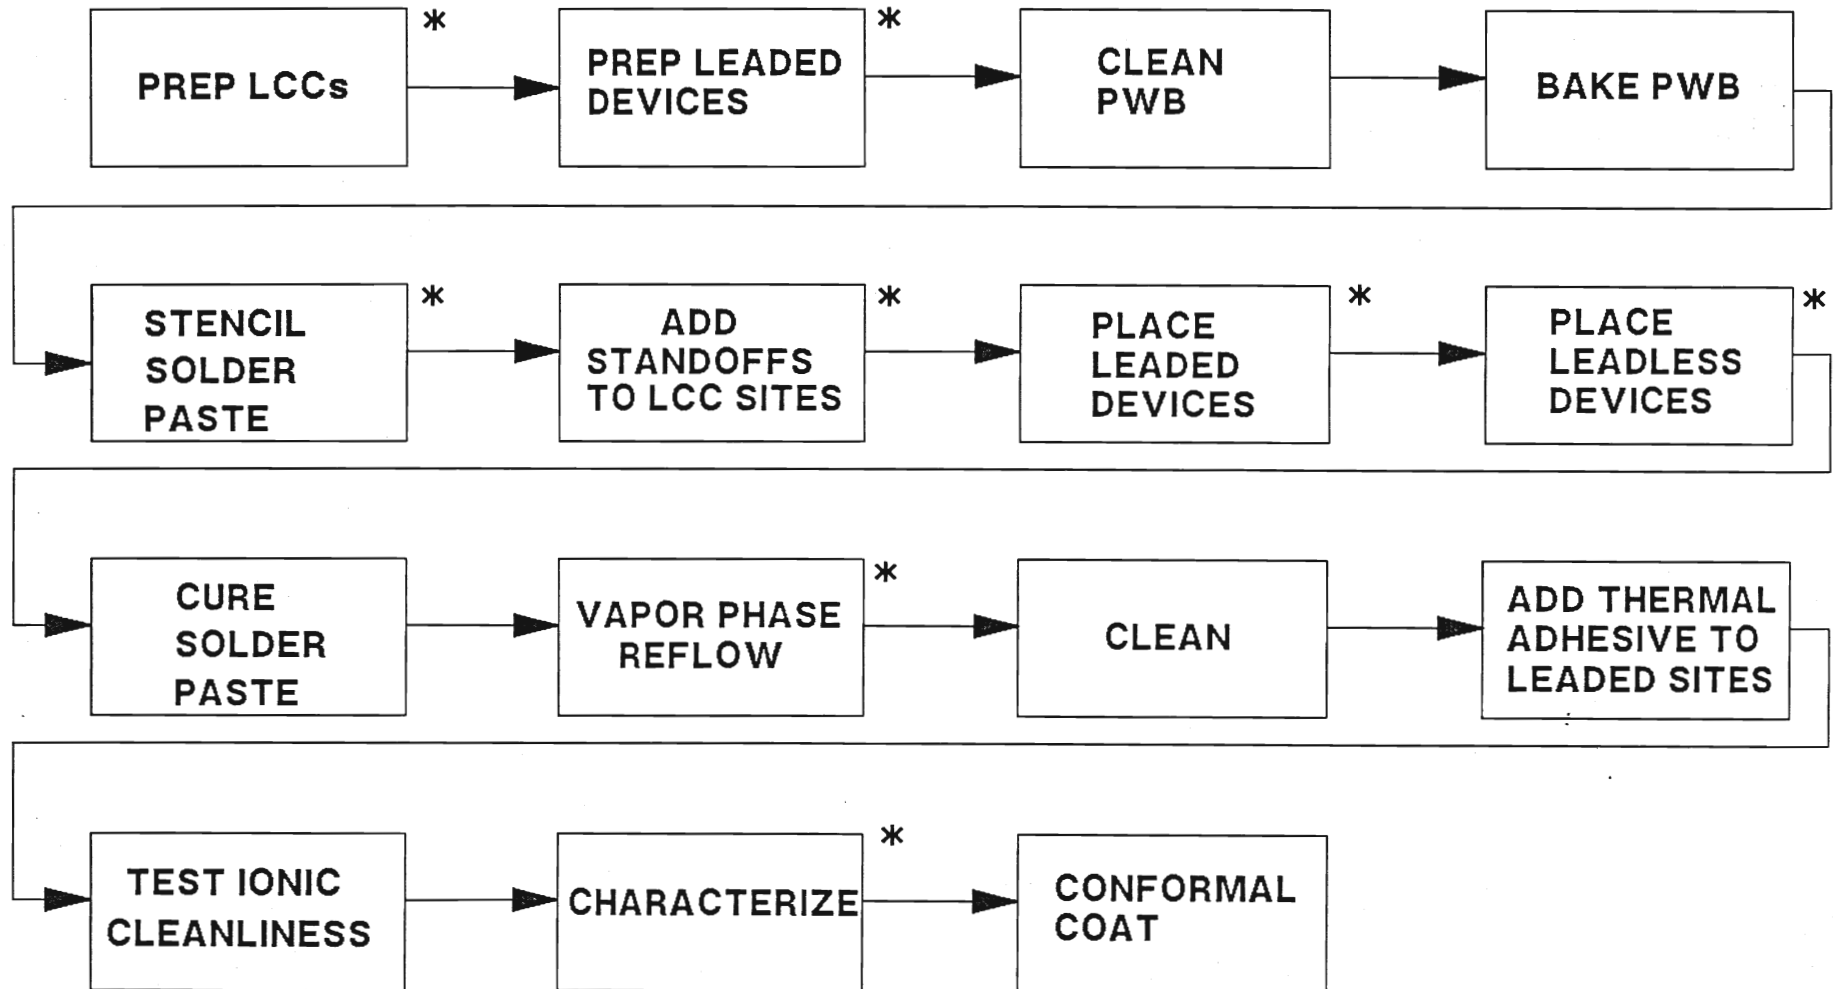 PREP LCCs
*
PREP LEADED
DEVICES
*
CLEAN
PWB
BAKE PWB
STENCIL
SOLDER
PASTE
*
ADD
STANDOFFS
TO LCC SITES
*
PLACE
LEADED
DEVICES
*
PLACE
LEADLESS
DEVICES
*
CURE
SOLDER
PASTE
VAPOR PHASE
REFLOW
*
CLEAN
ADD THERMAL
ADHESIVE TO
LEADED SITES
TEST IONIC
CLEANLINESS
CHARACTERIZE
*
CONFORMAL
COAT